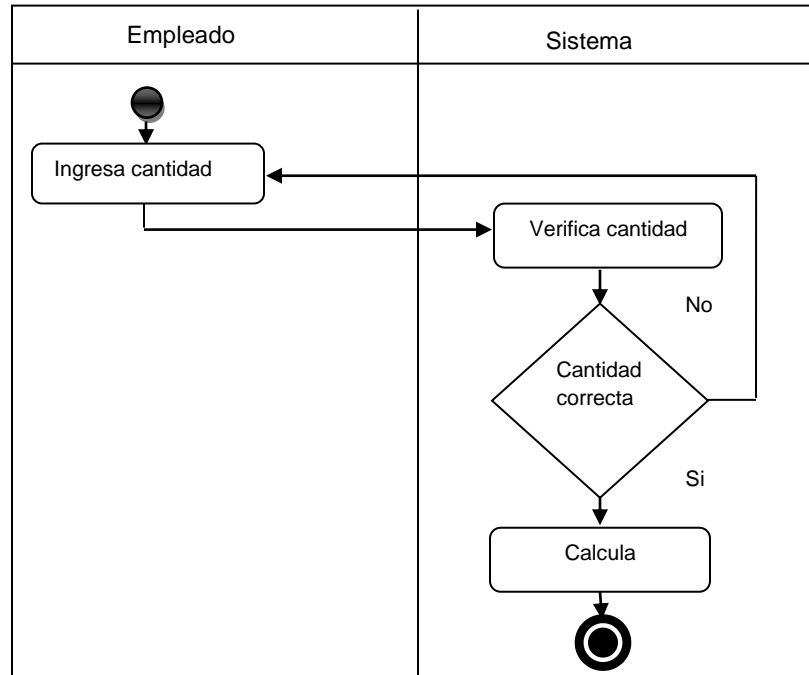 Empleado
Sistema
Ingresa cantidad
Verifica cantidad
No
Cantidad
correcta
Si
Calcula